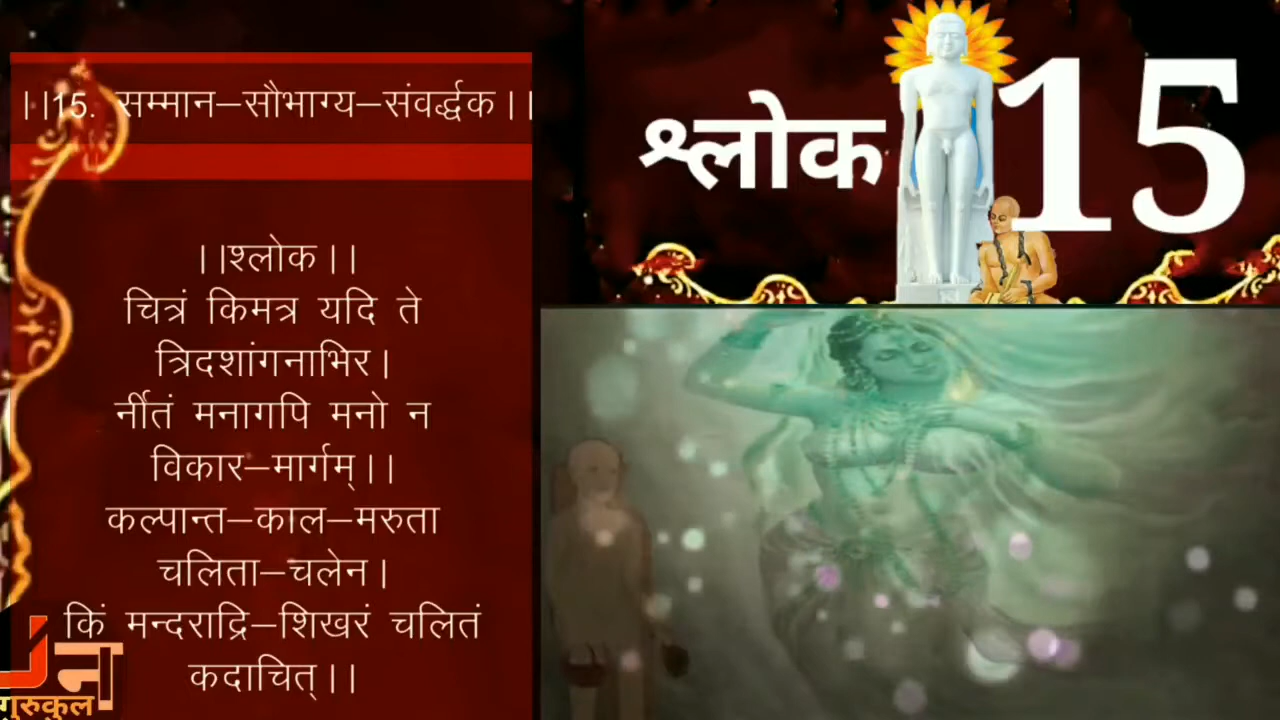 ||15. सम्मान–सौभाग्य–संवर्द्धक||
श्लोक 15
||श्लोक||
चित्रं किमत्र यदि ते
त्रिदशांगनाभिर|
र्नीतं मनागपि मनो न
विकार–मार्गम्||
कल्पान्त–काल–मरुता
चलिता–चलेन|
किं मन्दराद्रि–शिखरं चलितं
कदाचित्||
जैन
गुरुकुल